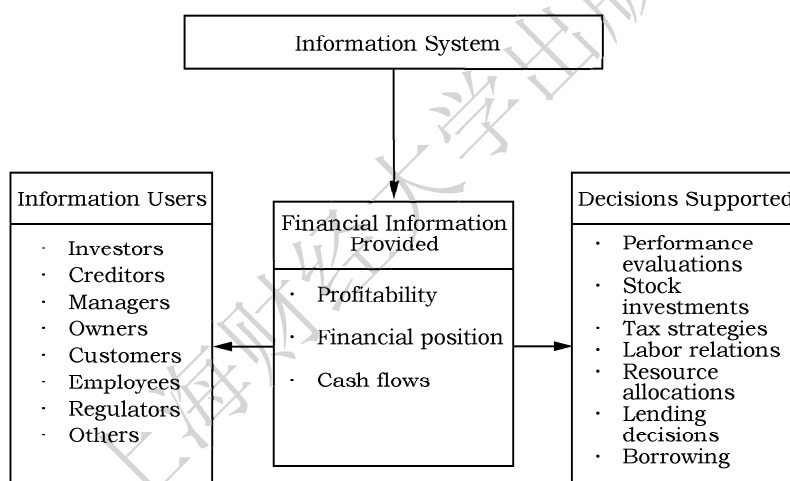 Information System
Information Users
· Investors
· Creditors
· Managers
· Owners
· Customers
· Employees
· Regulators
· Others
Financial Information
Provided
· Profitability
· Financial position
· Cash flows
Decisions Supported
· Performance
evaluations
· Stock
investments
· Tax strategies
· Labor relations
· Resource
allocations
· Lending
decisions
· Borrowing
上海财经大学出版